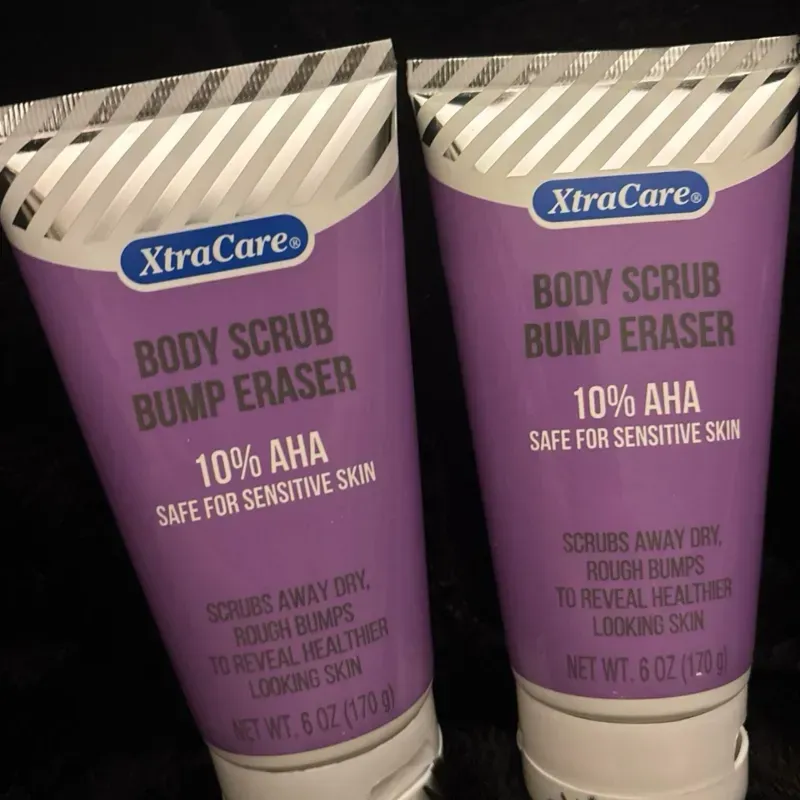 XtraCare®
BODY SCRUB
BUMP ERASER
10% AHA
SAFE FOR SENSITIVE SKIN
SCRUBS AWAY DRY,
ROUGH BUMPS
TO REVEAL HEALTHIER
LOOKING SKIN
NET WT. 6 OZ (170 g)
XtraCare®
BODY SCRUB
BUMP ERASER
10% AHA
SAFE FOR SENSITIVE SKIN
SCRUBS AWAY DRY,
ROUGH BUMPS
TO REVEAL HEALTHIER
LOOKING SKIN
NET WT. 6 OZ (170 g)